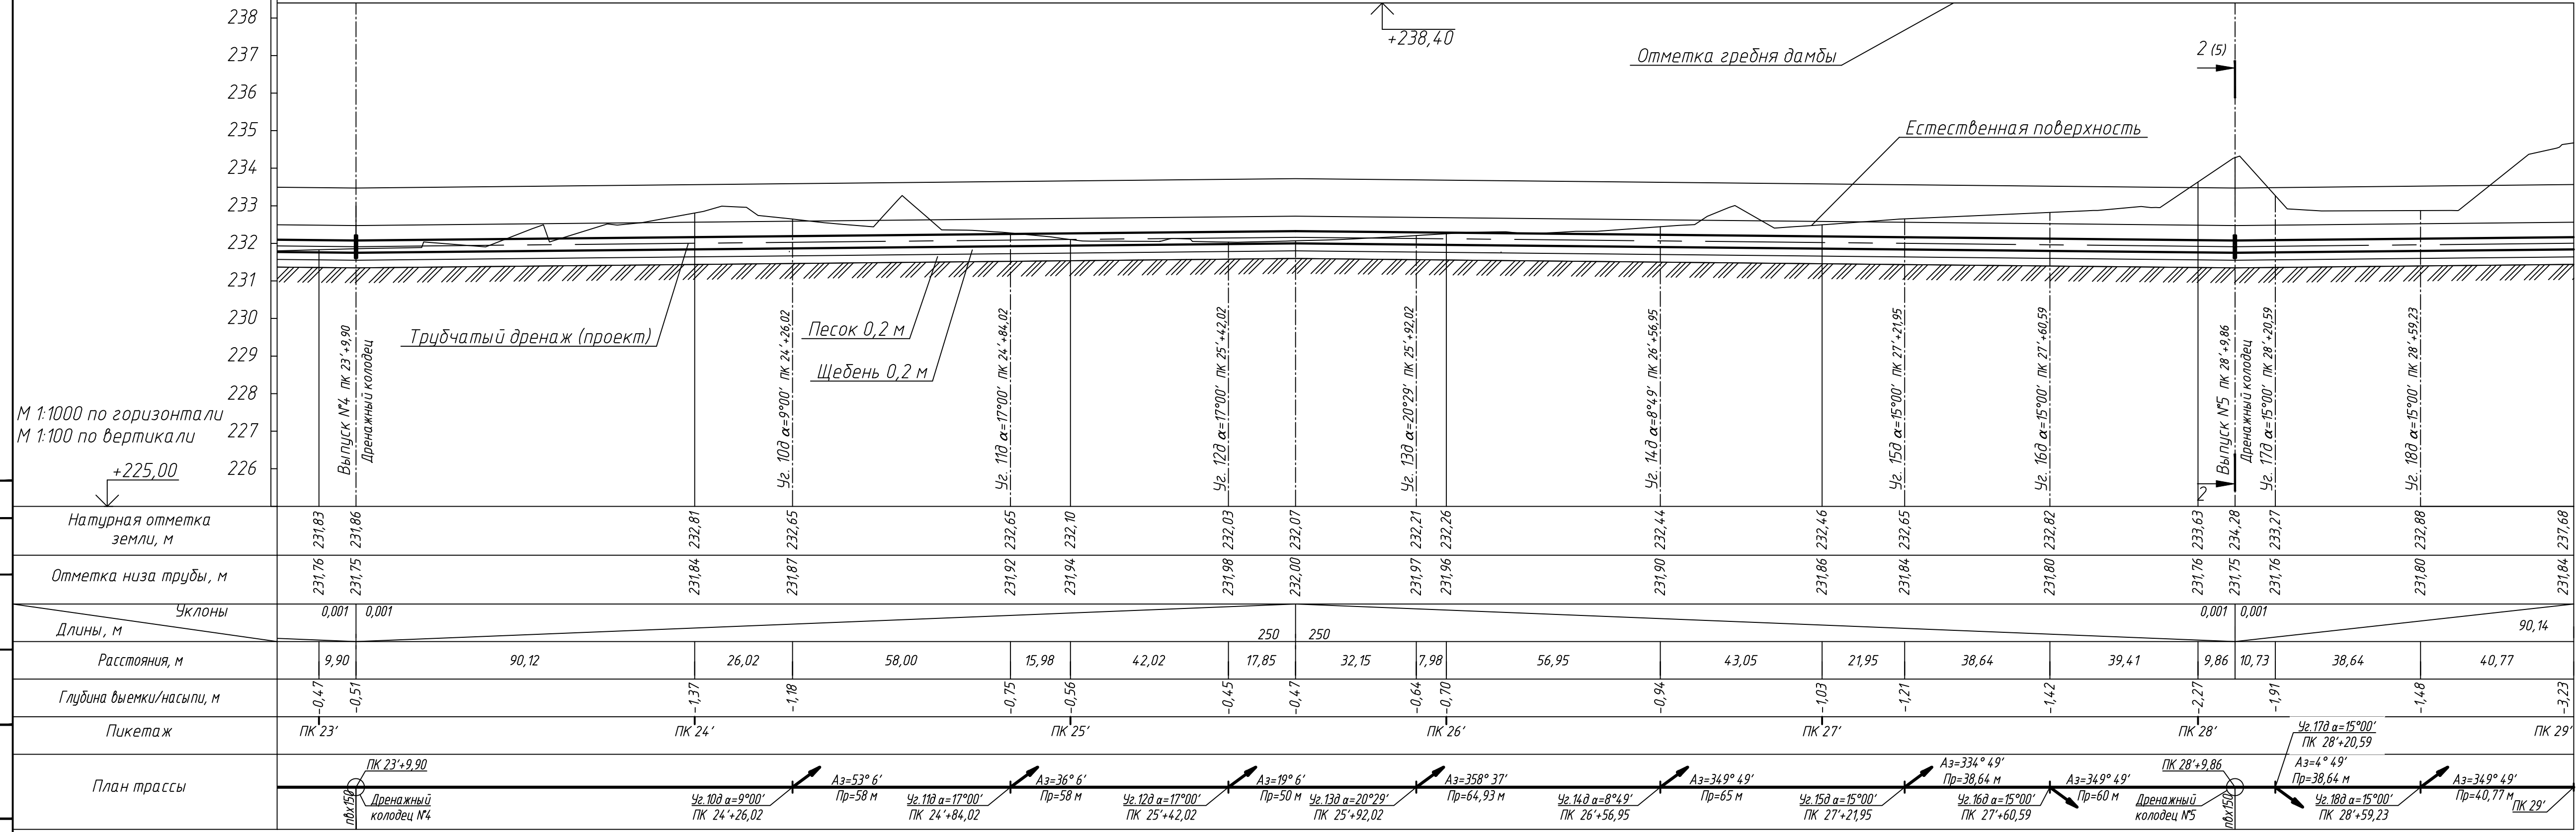 238
237
236
235
234
233
232
231
230
229
228
227
226
+238,40
Отметка гребня дамбы
2 (5)
Естественная поверхность
Трубчатый дренаж (проект)
Песок 0,2 м
Щебень 0,2 м
М 1:1000 по горизонтали
М 1:100 по вертикали
+225,00
Выпуск №4 ПК 23'+9,90
Дренажный колодец
Уг. 10д α=9°00' ПК 24'+26,02
Уг. 11д α=17°00' ПК 24'+84,02
Уг. 12д α=17°00' ПК 25'+42,02
Уг. 13д α=20°29' ПК 25'+92,02
Уг. 14д α=8°49' ПК 26'+56,95
Уг. 15д α=15°00' ПК 27'+21,95
Уг. 16д α=15°00' ПК 27'+60,59
Выпуск №5 ПК 28'+9,86
Дренажный колодец
Уг. 17д α=15°00' ПК 28'+20,59
Уг. 18д α=15°00' ПК 28'+59,23
2
Натурная отметка
земли, м
231,83 231,86 232,81 232,65 232,65 232,10 232,03 232,07 232,21 232,26 232,44 232,46 232,65 232,82 233,63 234,28 233,27 232,88 237,68
Отметка низа трубы, м
231,76 231,75 231,84 231,87 231,92 231,94 231,98 232,00 231,97 231,96 231,90 231,86 231,84 231,80 231,76 231,75 231,76 231,80 231,84
Уклоны
0,001 0,001 0,001 0,001
Длины, м
250 250 90,14
Расстояния, м
9,90 90,12 26,02 58,00 15,98 42,02 17,85 32,15 7,98 56,95 43,05 21,95 38,64 39,41 9,86 10,73 38,64 40,77
Глубина выемки/насыпи, м
-0,47 -0,51 -1,37 -1,18 -0,75 -0,56 -0,45 -0,47 -0,64 -0,70 -0,94 -1,03 -1,21 -1,42 -2,27 -2,51 -1,91 -1,48 -3,23
Пикетаж
ПК 23' ПК 24' ПК 25' ПК 26' ПК 27' ПК 28' ПК 29'
План трассы
ПК 23'+9,90
пвх150
Дренажный
колодец №4
Уг.10д α=9°00'
ПК 24'+26,02
Аз=53° 6'
Пр=58 м
Уг.11д α=17°00'
ПК 24'+84,02
Аз=36° 6'
Пр=58 м
Уг.12д α=17°00'
ПК 25'+42,02
Аз=19° 6'
Пр=50 м
Уг.13д α=20°29'
ПК 25'+92,02
Аз=358° 37'
Пр=64,93 м
Уг.14д α=8°49'
ПК 26'+56,95
Аз=349° 49'
Пр=65 м
Уг.15д α=15°00'
ПК 27'+21,95
Аз=334° 49'
Пр=38,64 м
Уг.16д α=15°00'
ПК 27'+60,59
Аз=349° 49'
Пр=60 м
ПК 28'+9,86
Дренажный
колодец №5
пвх150
Уг.17д α=15°00'
ПК 28'+20,59
Аз=4° 49'
Пр=38,64 м
Уг.18д α=15°00'
ПК 28'+59,23
Аз=349° 49'
Пр=40,77 м
ПК 29'